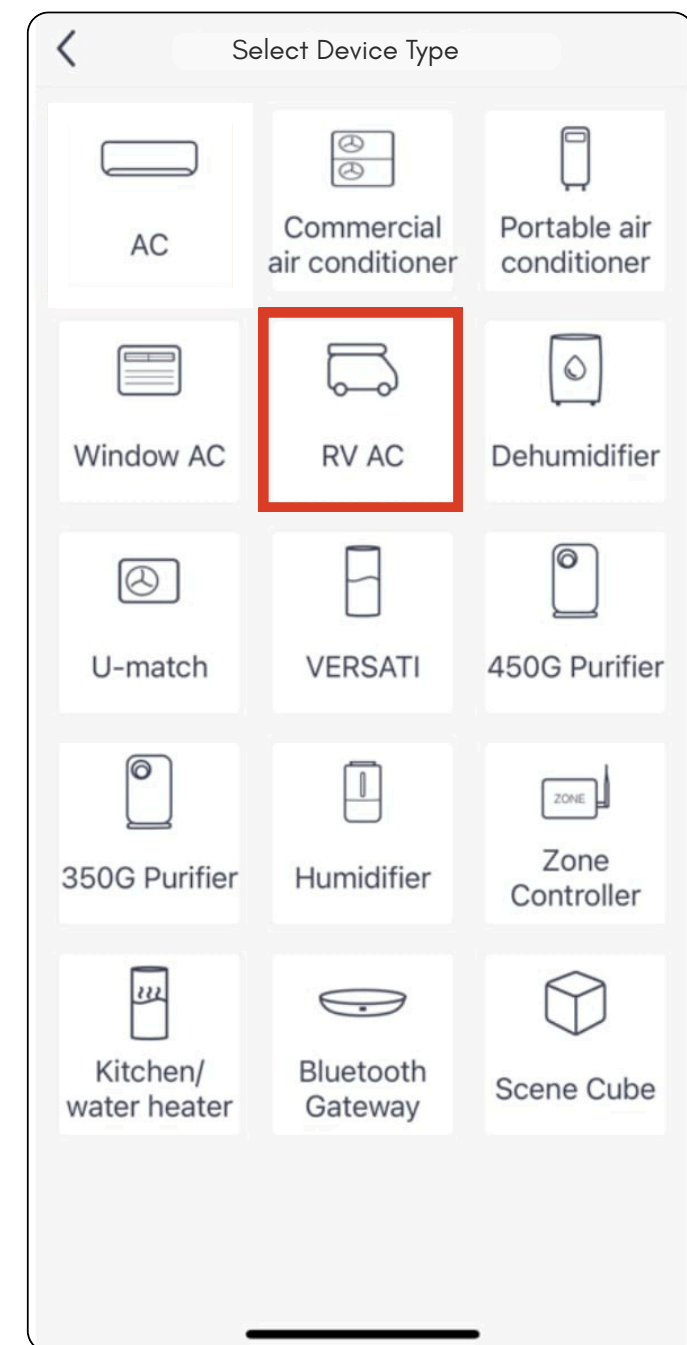 Select Device Type
AC
Commercial
air conditioner
Portable air
conditioner
Window AC
RV AC
Dehumidifier
U-match
VERSATI
450G Purifier
350G Purifier
Humidifier
ZONE
Zone
Controller
Kitchen/
water heater
Bluetooth
Gateway
Scene Cube